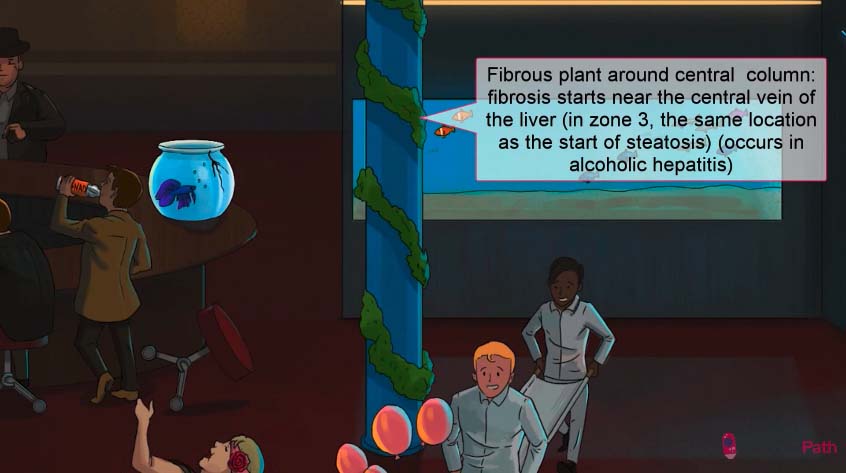 Fibrous plant around central column:
fibrosis starts near the central vein of
the liver (in zone 3, the same location
as the start of steatosis) (occurs in
alcoholic hepatitis)
Path